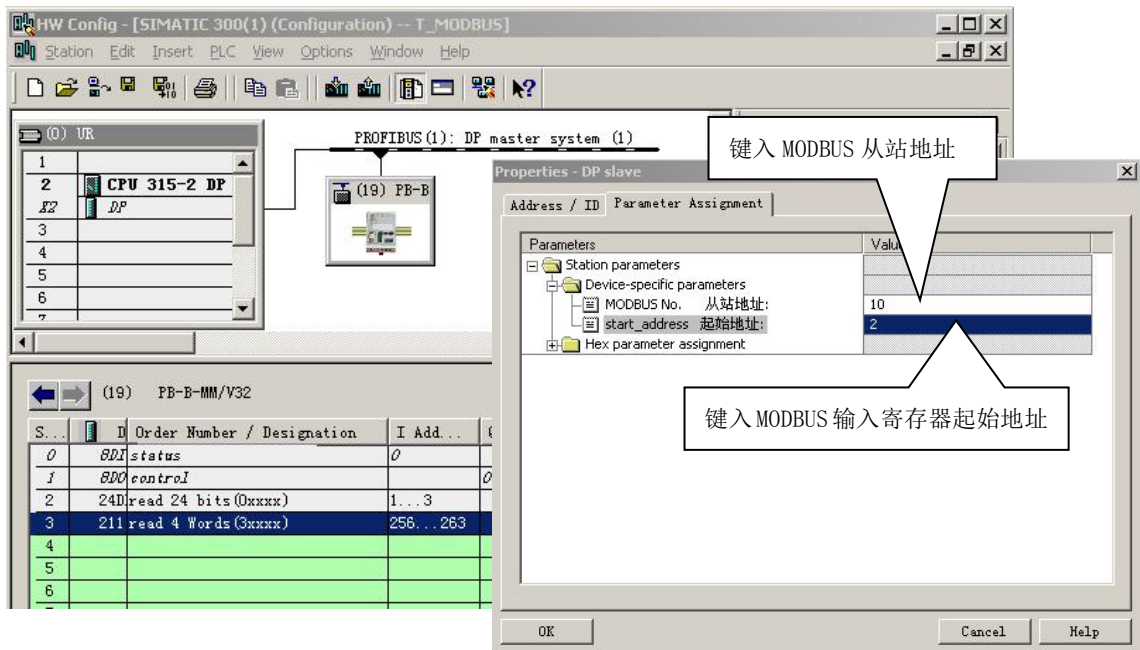 HW Config - [SIMATIC 300(1) (Configuration) -- T_MODBUS]
Station Edit Insert PLC View Options Window Help
(0) UR
1
2 CPU 315-2 DP
X2 DP
3
4
5
6
7
PROFIBUS(1): DP master system (1)
(19) PB-B
键入 MODBUS 从站地址
Properties - DP slave
Address / ID Parameter Assignment
Parameters
Station parameters
Device-specific parameters
MODBUS No. 从站地址: 10
start_address 起始地址: 2
Hex parameter assignment
键入 MODBUS 输入寄存器起始地址
(19) PB-B-MM/V32
S... D Order Number / Designation I Add...
0 8DI status 0
1 8DO control 0
2 24D read 24 bits(0xxxx) 1...3
3 211 read 4 Words(3xxxx) 256...263
4
5
6
OK Cancel Help